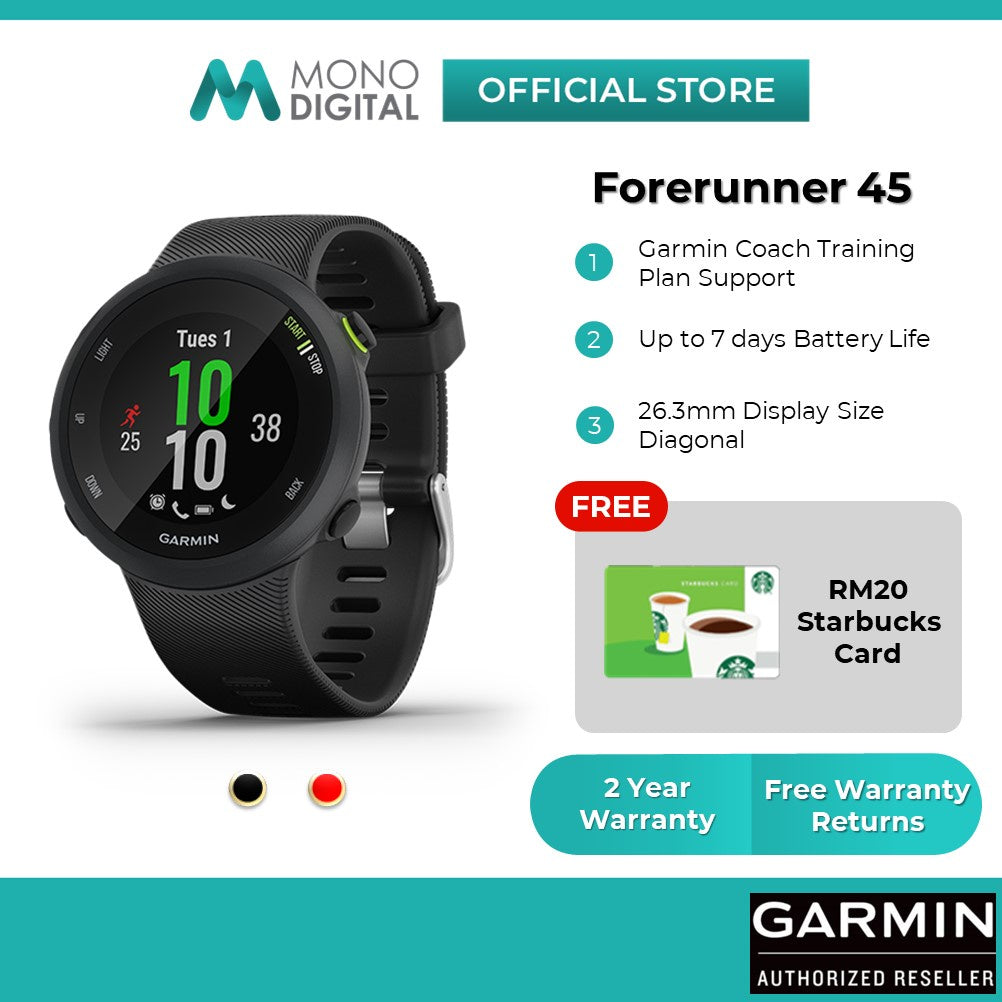 MONO
DIGITAL
OFFICIAL STORE
Forerunner 45
1
Garmin Coach Training
Plan Support
2
Up to 7 days Battery Life
3
26.3mm Display Size
Diagonal
LIGHT
UP
DOWN
START
STOP
BACK
Tues 1
10
10
25
38
GARMIN
FREE
STARBUCKS CARD
RM20
Starbucks
Card
2 Year
Warranty
Free Warranty
Returns
GARMIN
AUTHORIZED RESELLER